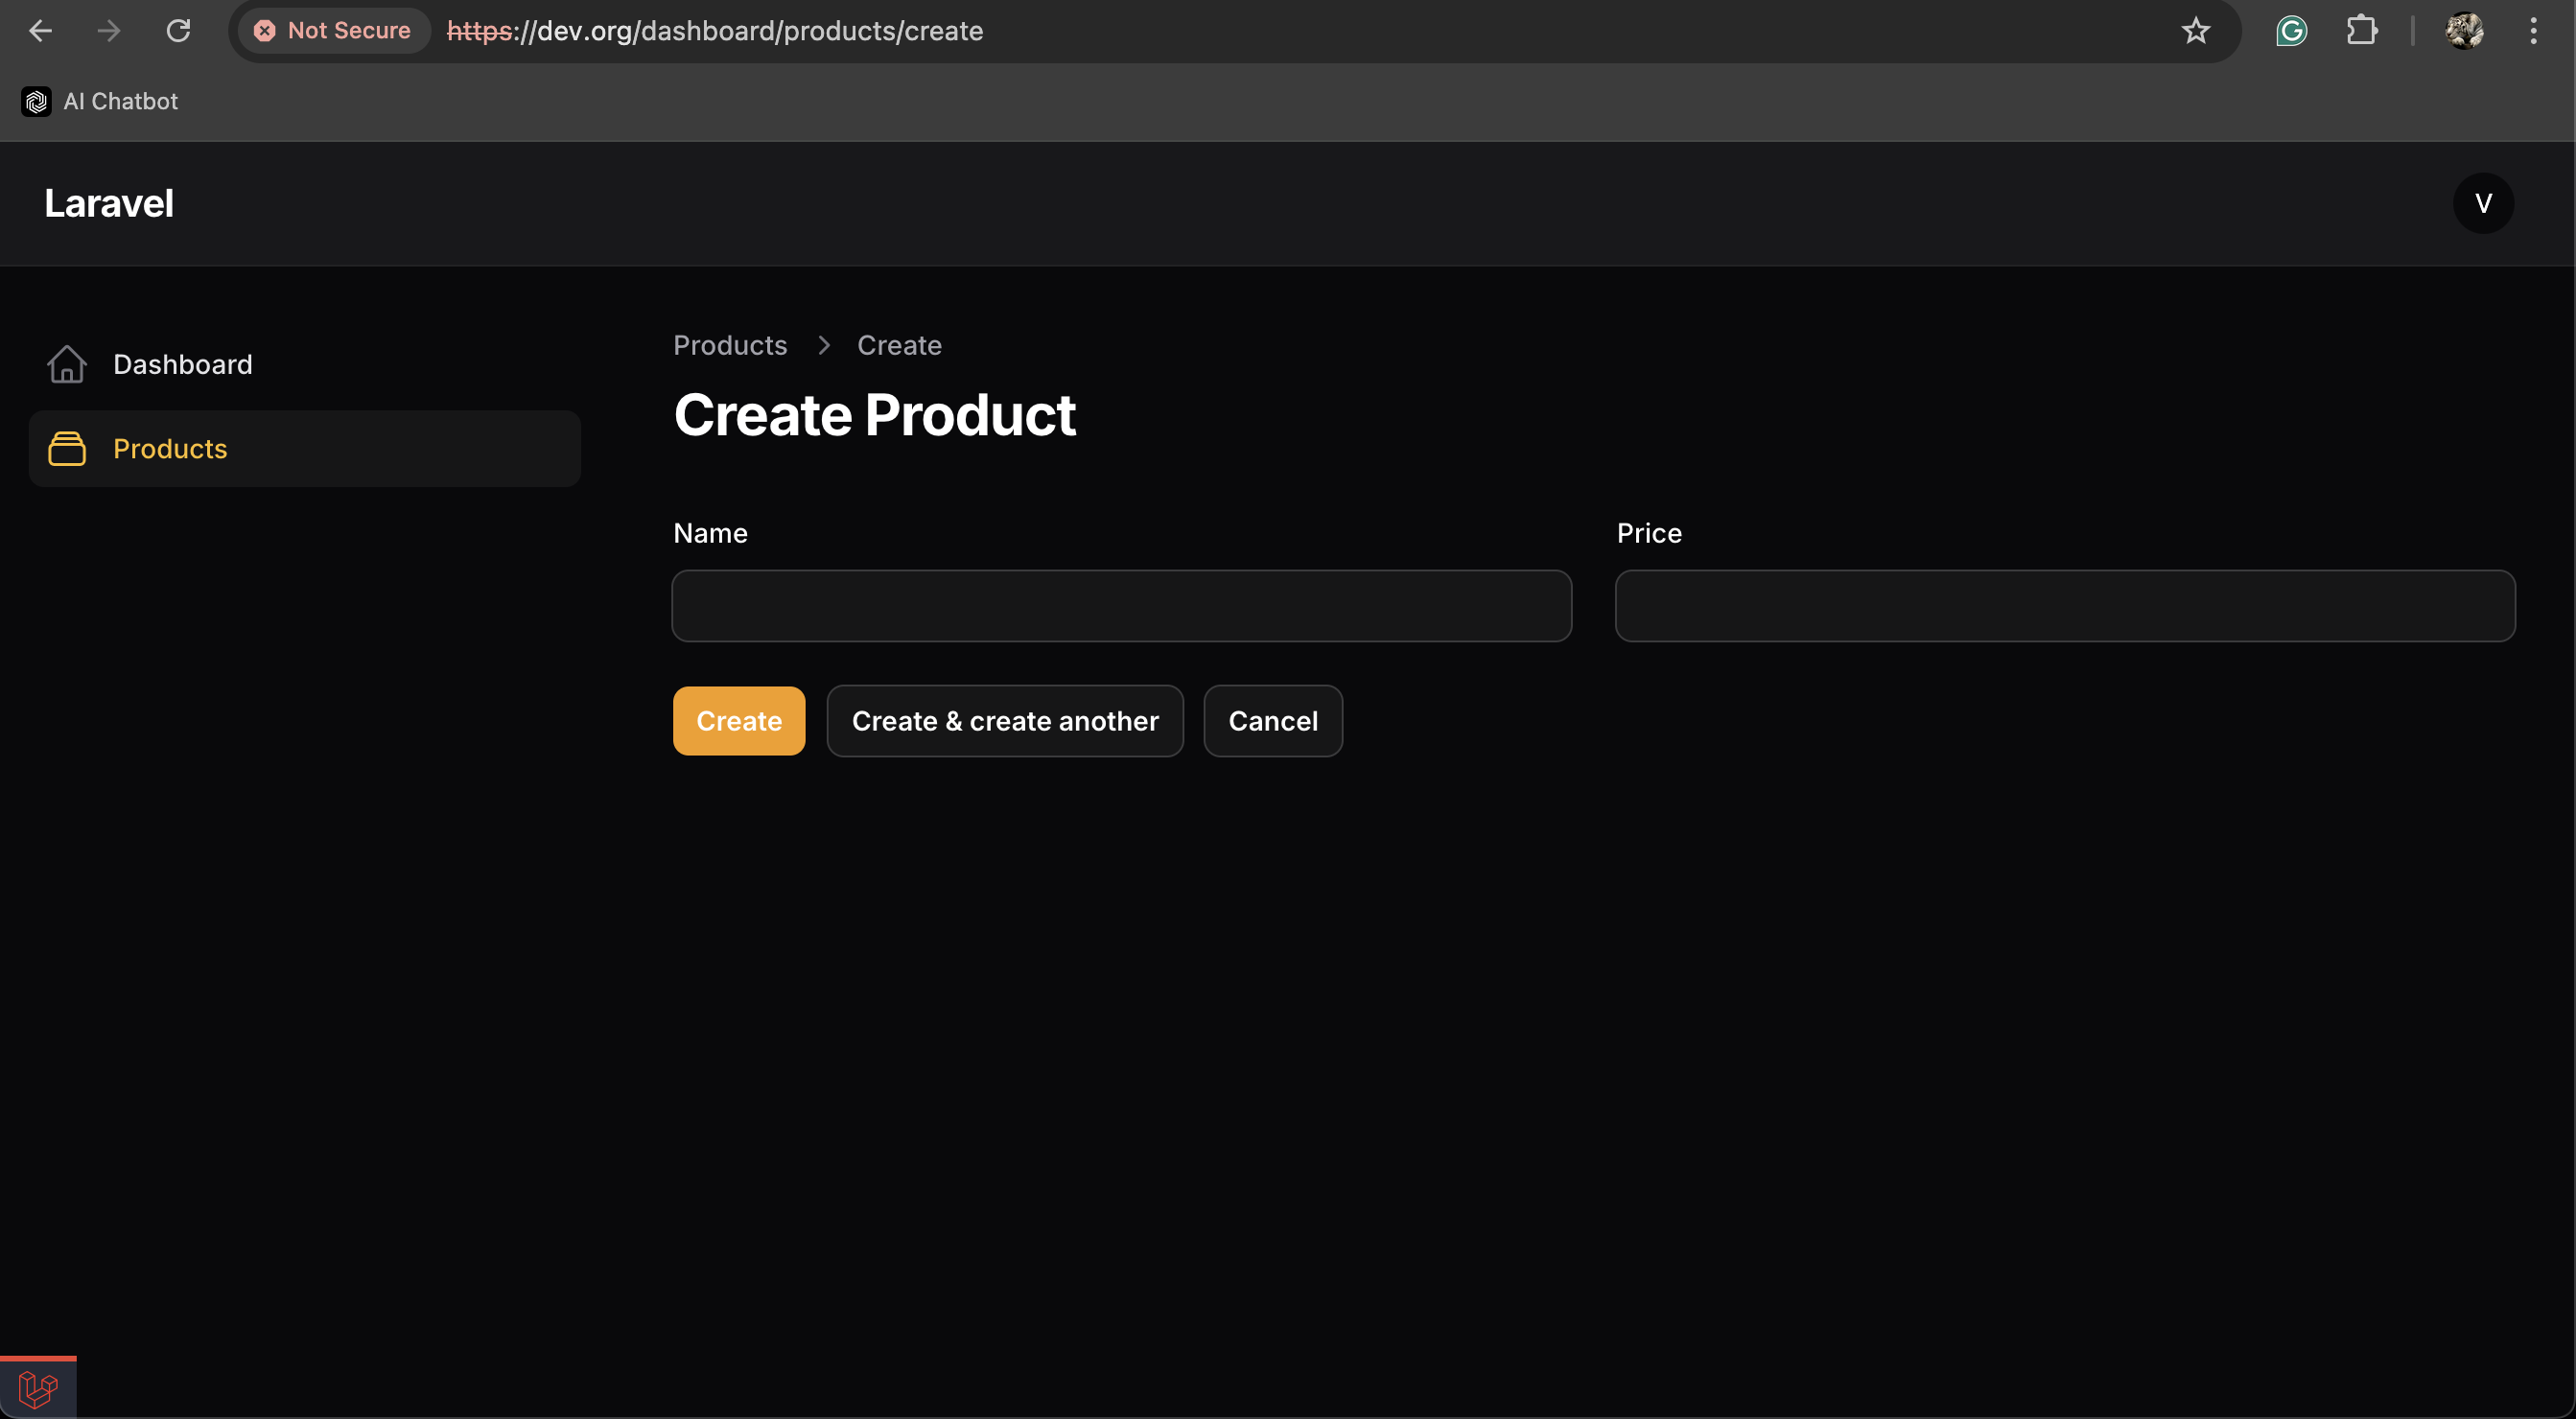 Not Secure https://dev.org/dashboard/products/create
AI Chatbot
Laravel
V
Dashboard
Products
Products > Create
Create Product
Name
Price
Create
Create & create another
Cancel